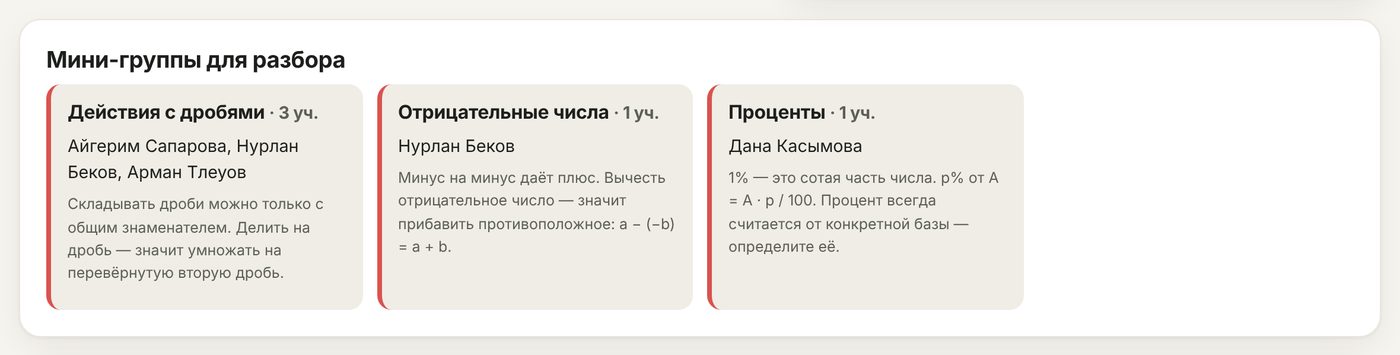 Мини-группы для разбора
Действия с дробями · 3 уч.
Айгерим Сапарова, Нурлан
Беков, Арман Тлеуов
Складывать дроби можно только с
общим знаменателем. Делить на
дробь — значит умножать на
перевёрнутую вторую дробь.
Отрицательные числа · 1 уч.
Нурлан Беков
Минус на минус даёт плюс. Вычесть
отрицательное число — значит
прибавить противоположное: a − (−b)
= a + b.
Проценты · 1 уч.
Дана Касымова
1% — это сотая часть числа. p% от A
= A · p / 100. Процент всегда
считается от конкретной базы —
определите её.